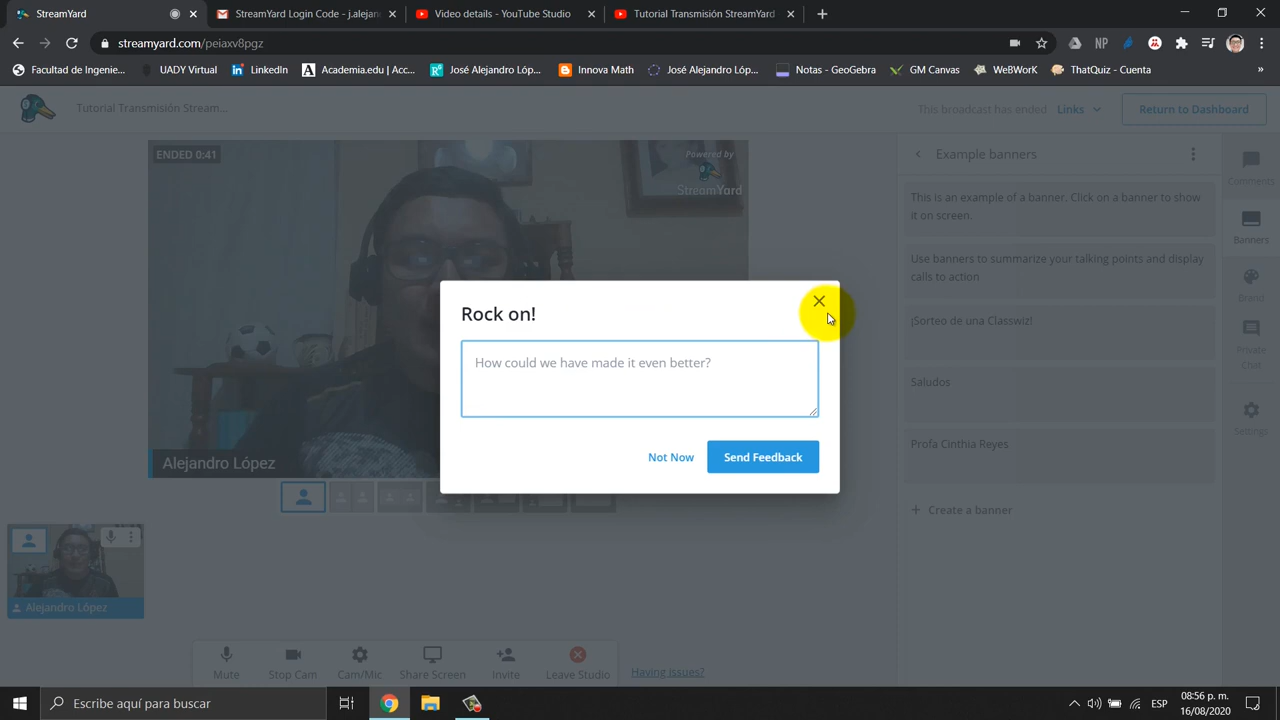 StreamYard
StreamYard Login Code - j.alejan
Video details - YouTube Studio
Tutorial Transmisión StreamYard
streamyard.com/peiaxv8pgz
NP
Facultad de Ingenie...
UADY Virtual
LinkedIn
Academia.edu | Acc...
José Alejandro Lóp...
Innova Math
José Alejandro Lóp...
Notas - GeoGebra
GM Canvas
WeBWorK
ThatQuiz - Cuenta
»
Tutorial Transmisión Stream...
This broadcast has ended
Links
Return to Dashboard
ENDED 0:41
Powered by
StreamYard
Alejandro López
Example banners
This is an example of a banner. Click on a banner to show
it on screen.
Use banners to summarize your talking points and display
calls to action
¡Sorteo de una Classwiz!
Saludos
Profa Cinthia Reyes
+ Create a banner
Comments
Banners
Brand
Private
Chat
Settings
Rock on!
How could we have made it even better?
Not Now
Send Feedback
Alejandro López
Mute
Stop Cam
Cam/Mic
Share Screen
Invite
Leave Studio
Having issues?
Escribe aquí para buscar
ESP
08:56 p. m.
16/08/2020